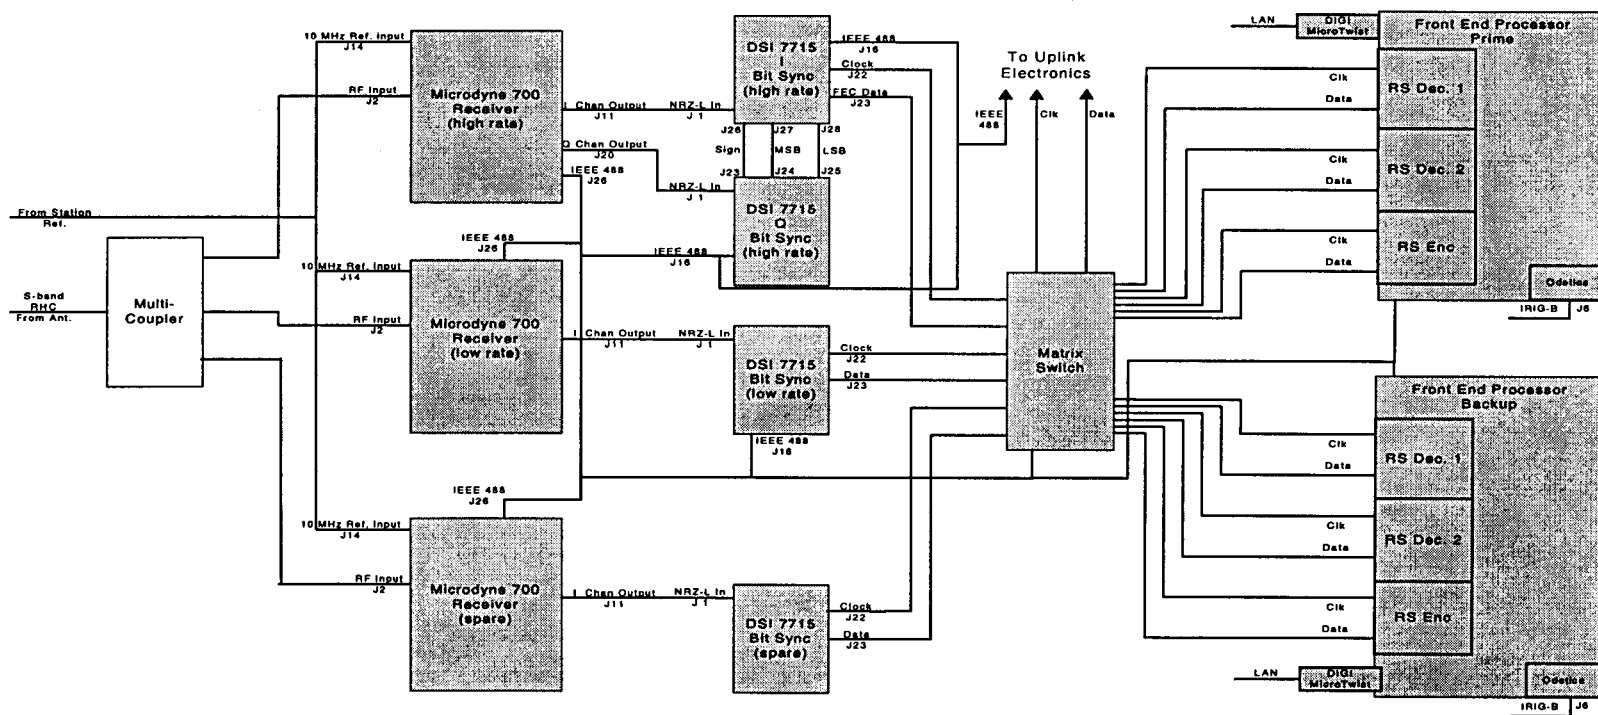 From Station
Ref.
S-band
RHC
From Ant.
Multi-
Coupler
10 MHz Ref. Input
J14
RF Input
J2
Microdyne 700
Receiver
(high rate)
I Chan Output
J11
NRZ-L In
J1
Q Chan Output
J20
IEEE 488
J26
NRZ-L In
J1
DSI 7715
I
Bit Sync
(high rate)
IEEE 488
J16
Clock
J22
FEC Data
J23
J26
J27
J28
Sign
MSB
LSB
J23
J24
J25
DSI 7715
Q
Bit Sync
(high rate)
IEEE 488
J16
IEEE 488
J26
10 MHz Ref. Input
J14
RF Input
J2
Microdyne 700
Receiver
(low rate)
I Chan Output
J11
NRZ-L In
J1
DSI 7715
Bit Sync
(low rate)
Clock
J22
Data
J23
IEEE 488
J16
IEEE 488
J26
10 MHz Ref. Input
J14
RF Input
J2
Microdyne 700
Receiver
(spare)
I Chan Output
J11
NRZ-L In
J1
DSI 7715
Bit Sync
(spare)
Clock
J22
Data
J23
To Uplink
Electronics
IEEE
488
Clk
Data
Matrix
Switch
LAN
DIGI
MicroTwist
Front End Processor
Prime
Clk
Data
RS Dec. 1
Clk
Data
RS Dec. 2
Clk
Data
RS Enc
Odetics
IRIG-B
J6
Front End Processor
Backup
Clk
Data
RS Dec. 1
Clk
Data
RS Dec. 2
Clk
Data
RS Enc
LAN
DIGI
MicroTwist
Odetics
IRIG-B
J6